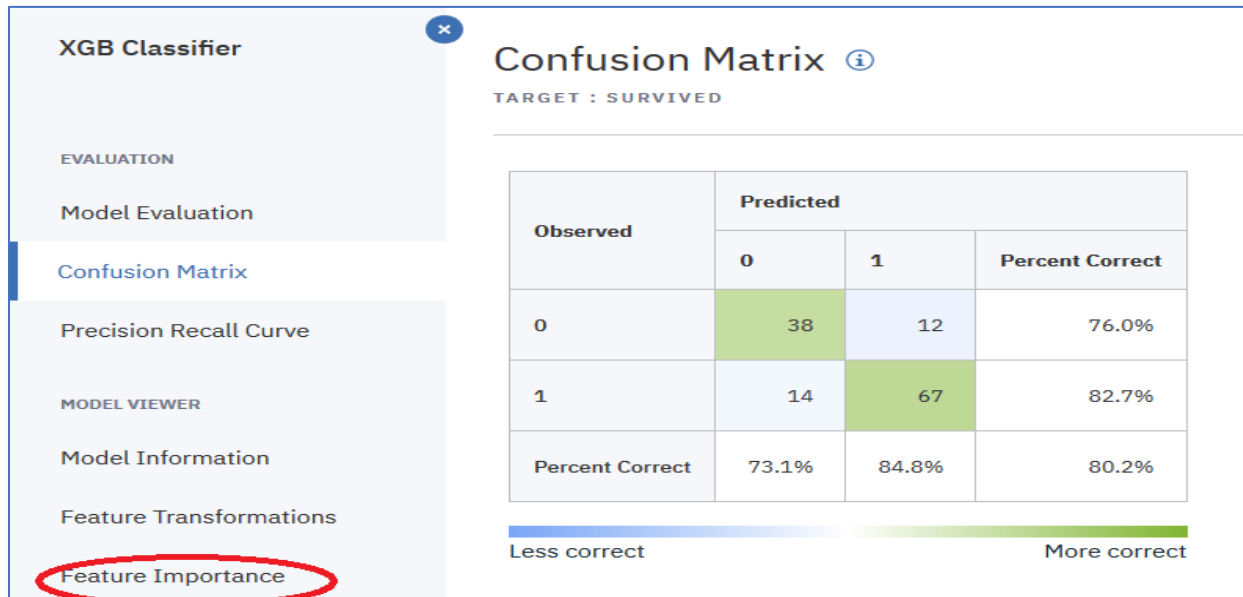 XGB Classifier
×
EVALUATION
Model Evaluation
Confusion Matrix
Precision Recall Curve
MODEL VIEWER
Model Information
Feature Transformations
Feature Importance
Confusion Matrix i
TARGET : SURVIVED
Observed Predicted
0 1 Percent Correct
0 38 12 76.0%
1 14 67 82.7%
Percent Correct 73.1% 84.8% 80.2%
Less correct More correct